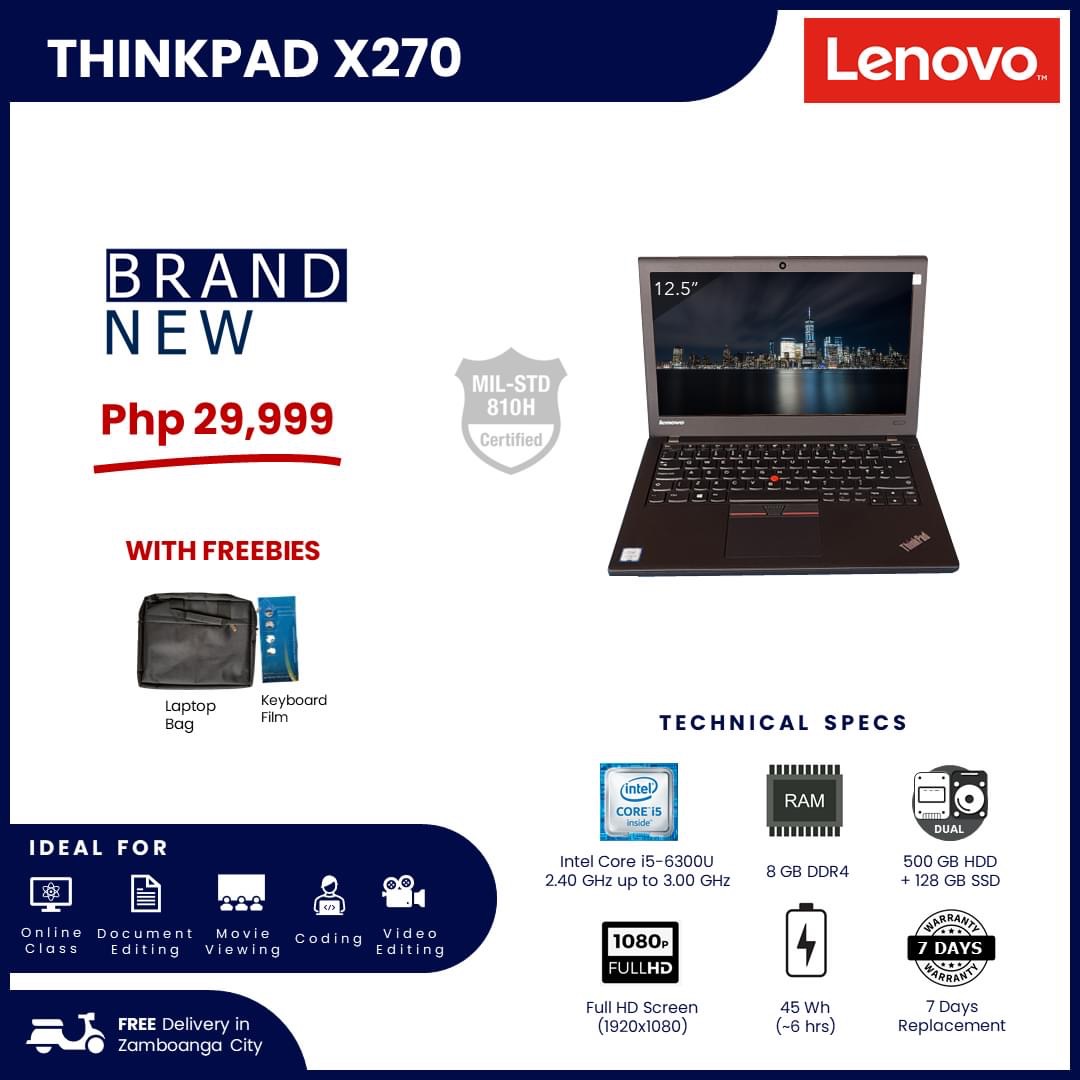 THINKPAD X270
Lenovo™
BRAND
NEW
Php 29,999
MIL-STD
810H
Certified
12.5”
lenovo
ThinkPad
WITH FREEBIES
Laptop
Bag
Keyboard
Film
TECHNICAL SPECS
intel
CORE i5
inside™
Intel Core i5-6300U
2.40 GHz up to 3.00 GHz
RAM
8 GB DDR4
DUAL
500 GB HDD
+ 128 GB SSD
1080P
FULLHD
Full HD Screen
(1920x1080)
45 Wh
(~6 hrs)
WARRANTY
7 DAYS
WARRANTY
7 Days
Replacement
IDEAL FOR
Online
Class
Document
Editing
Movie
Viewing
Coding
Video
Editing
FREE Delivery in
Zamboanga City